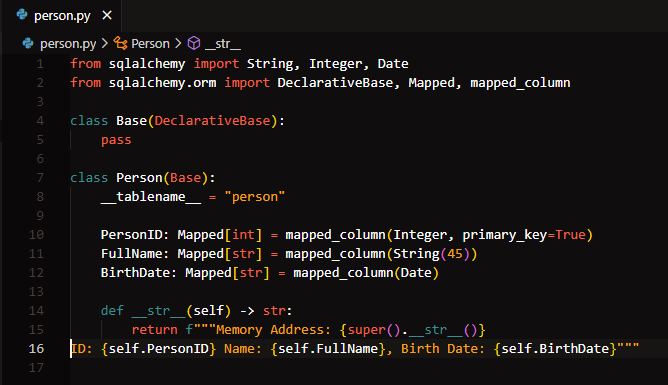 person.py
person.py > Person > __str__
1 from sqlalchemy import String, Integer, Date
2 from sqlalchemy.orm import DeclarativeBase, Mapped, mapped_column
3
4 class Base(DeclarativeBase):
5     pass
6
7 class Person(Base):
8     __tablename__ = "person"
9
10     PersonID: Mapped[int] = mapped_column(Integer, primary_key=True)
11     FullName: Mapped[str] = mapped_column(String(45))
12     BirthDate: Mapped[str] = mapped_column(Date)
13
14     def __str__(self) -> str:
15         return f"""Memory Address: {super().__str__()}
16 ID: {self.PersonID} Name: {self.FullName}, Birth Date: {self.BirthDate}"""
17